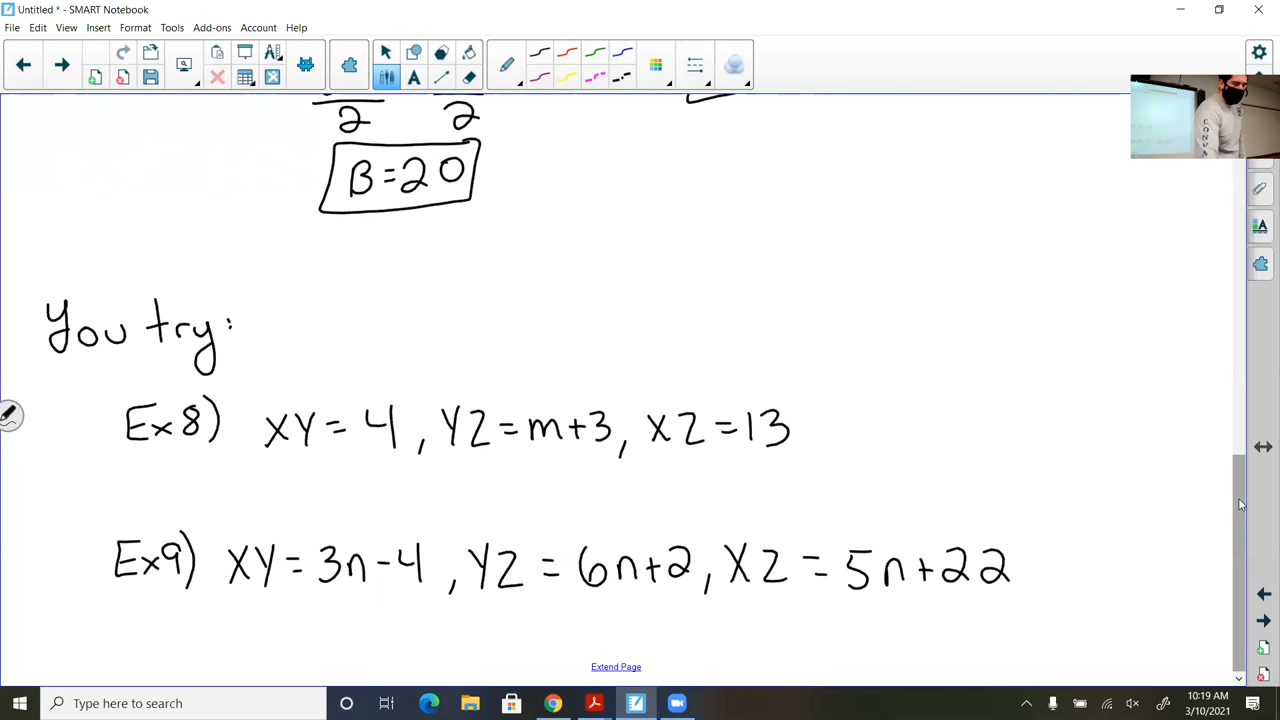 Untitled * - SMART Notebook
File Edit View Insert Format Tools Add-ons Account Help
2 2
B=20
You try:
Ex8) XY = 4, YZ = m+3, XZ = 13
Ex9) XY = 3n-4, YZ = 6n+2, XZ = 5n+22
Extend Page
Type here to search
10:19 AM
3/10/2021